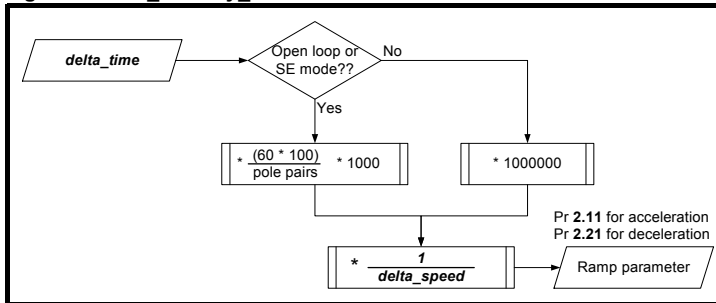 delta_time
Open loop or
SE mode??
No
Yes
* (60 * 100) / pole pairs * 1000
* 1000000
Pr 2.11 for acceleration
Pr 2.21 for deceleration
* 1 / delta_speed
Ramp parameter